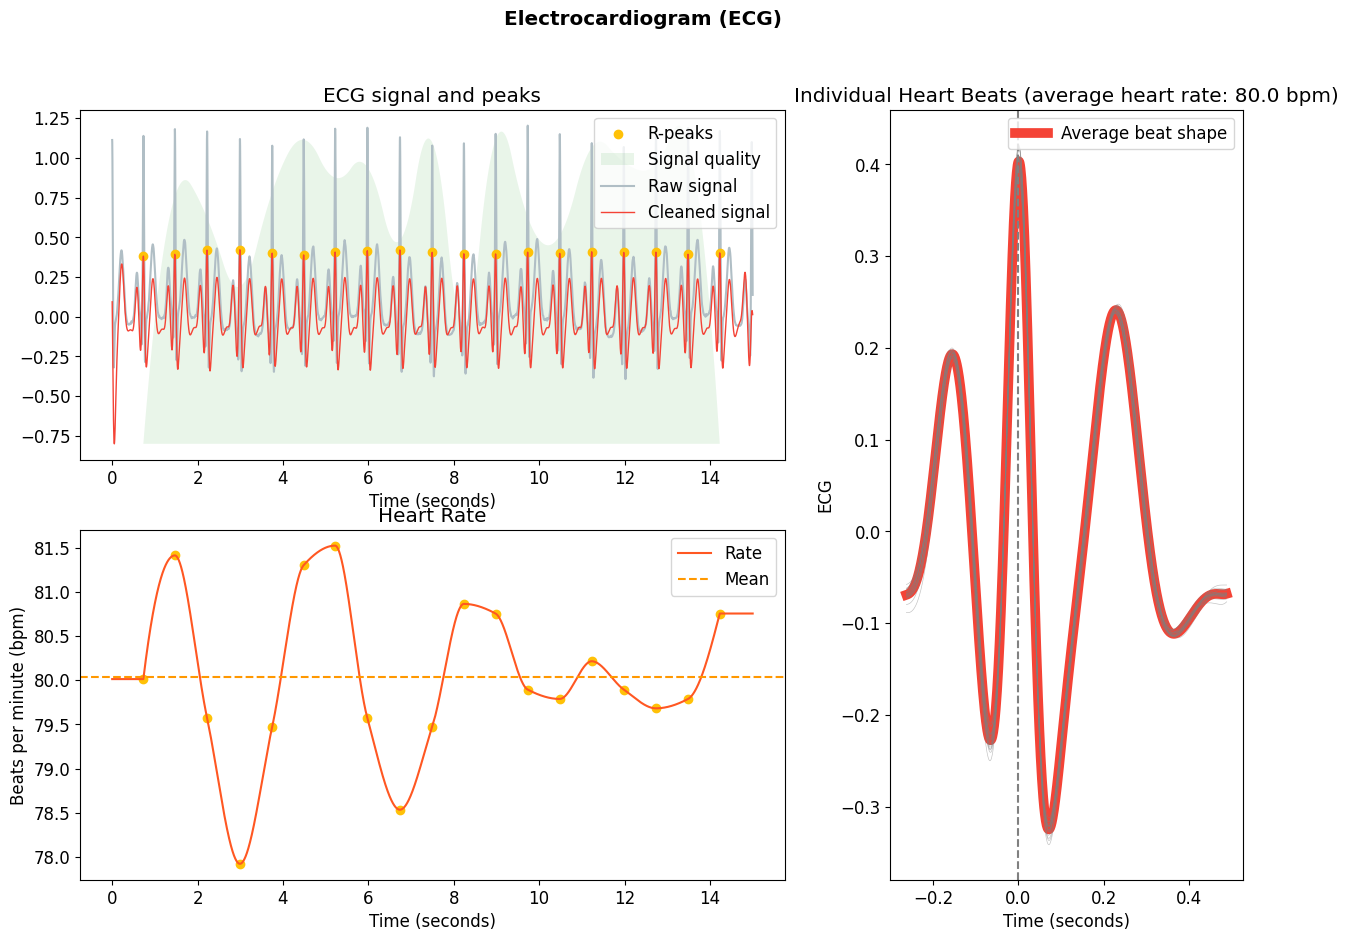 Electrocardiogram (ECG)
ECG signal and peaks
1.25
1.00
0.75
0.50
0.25
0.00
−0.25
−0.50
−0.75
R-peaks
Signal quality
Raw signal
Cleaned signal
0 2 4 6 8 10 12 14
Time (seconds)
Heart Rate
Beats per minute (bpm)
81.5
81.0
80.5
80.0
79.5
79.0
78.5
78.0
Rate
Mean
0 2 4 6 8 10 12 14
Time (seconds)
Individual Heart Beats (average heart rate: 80.0 bpm)
Average beat shape
ECG
0.4
0.3
0.2
0.1
0.0
−0.1
−0.2
−0.3
−0.2 0.0 0.2 0.4
Time (seconds)